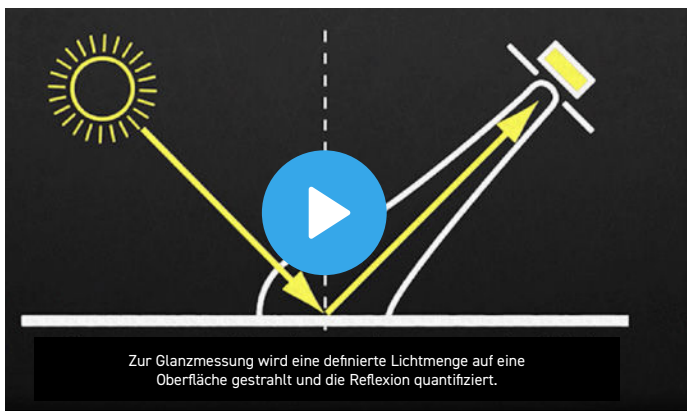 Zur Glanzmessung wird eine definierte Lichtmenge auf eine
Oberfläche gestrahlt und die Reflexion quantifiziert.